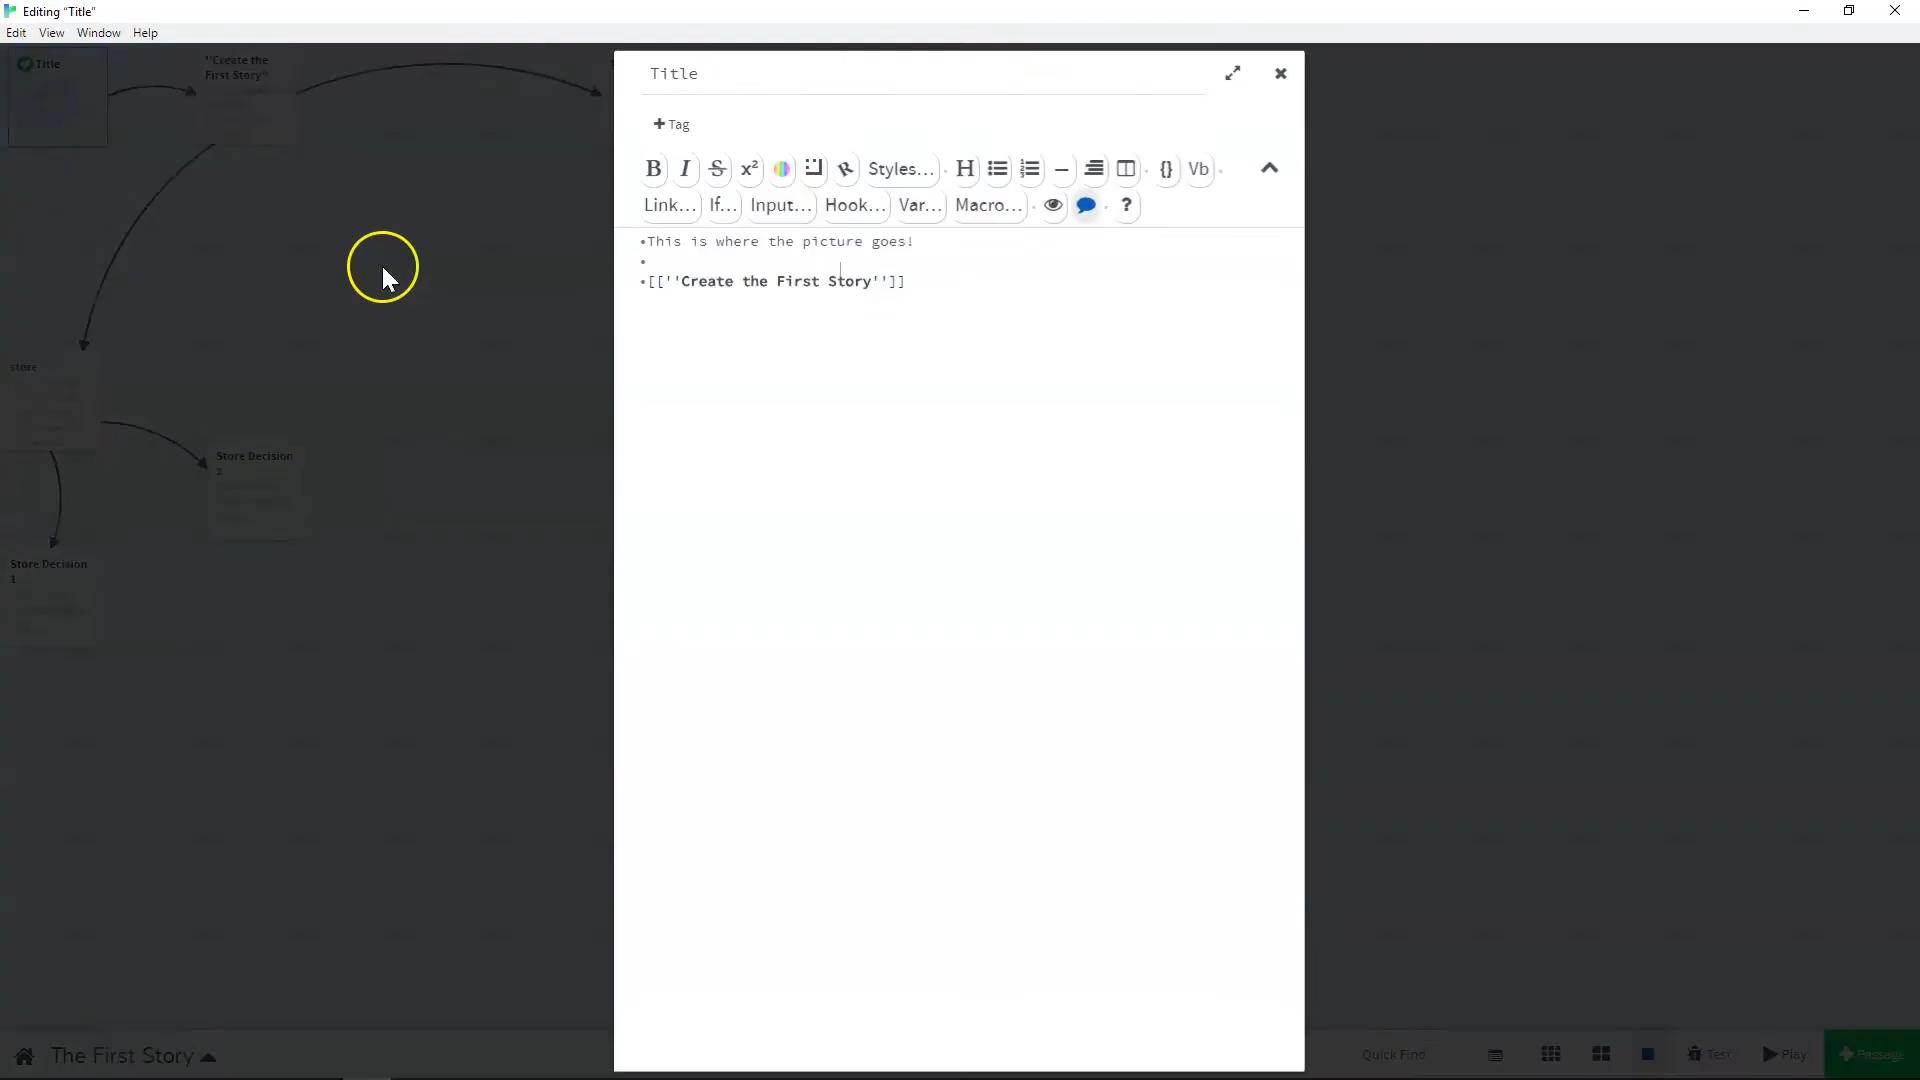 Editing "Title"
Edit View Window Help
Title
''Create the
First Story''
store
Store Decision
2
Store Decision
1
Title
+ Tag
B I S x² Styles... H {} Vb
Link... If... Input... Hook... Var... Macro... ?
•This is where the picture goes!
•
•[[''Create the First Story'']]
The First Story
Quick Find
Test
Play
+ Passage